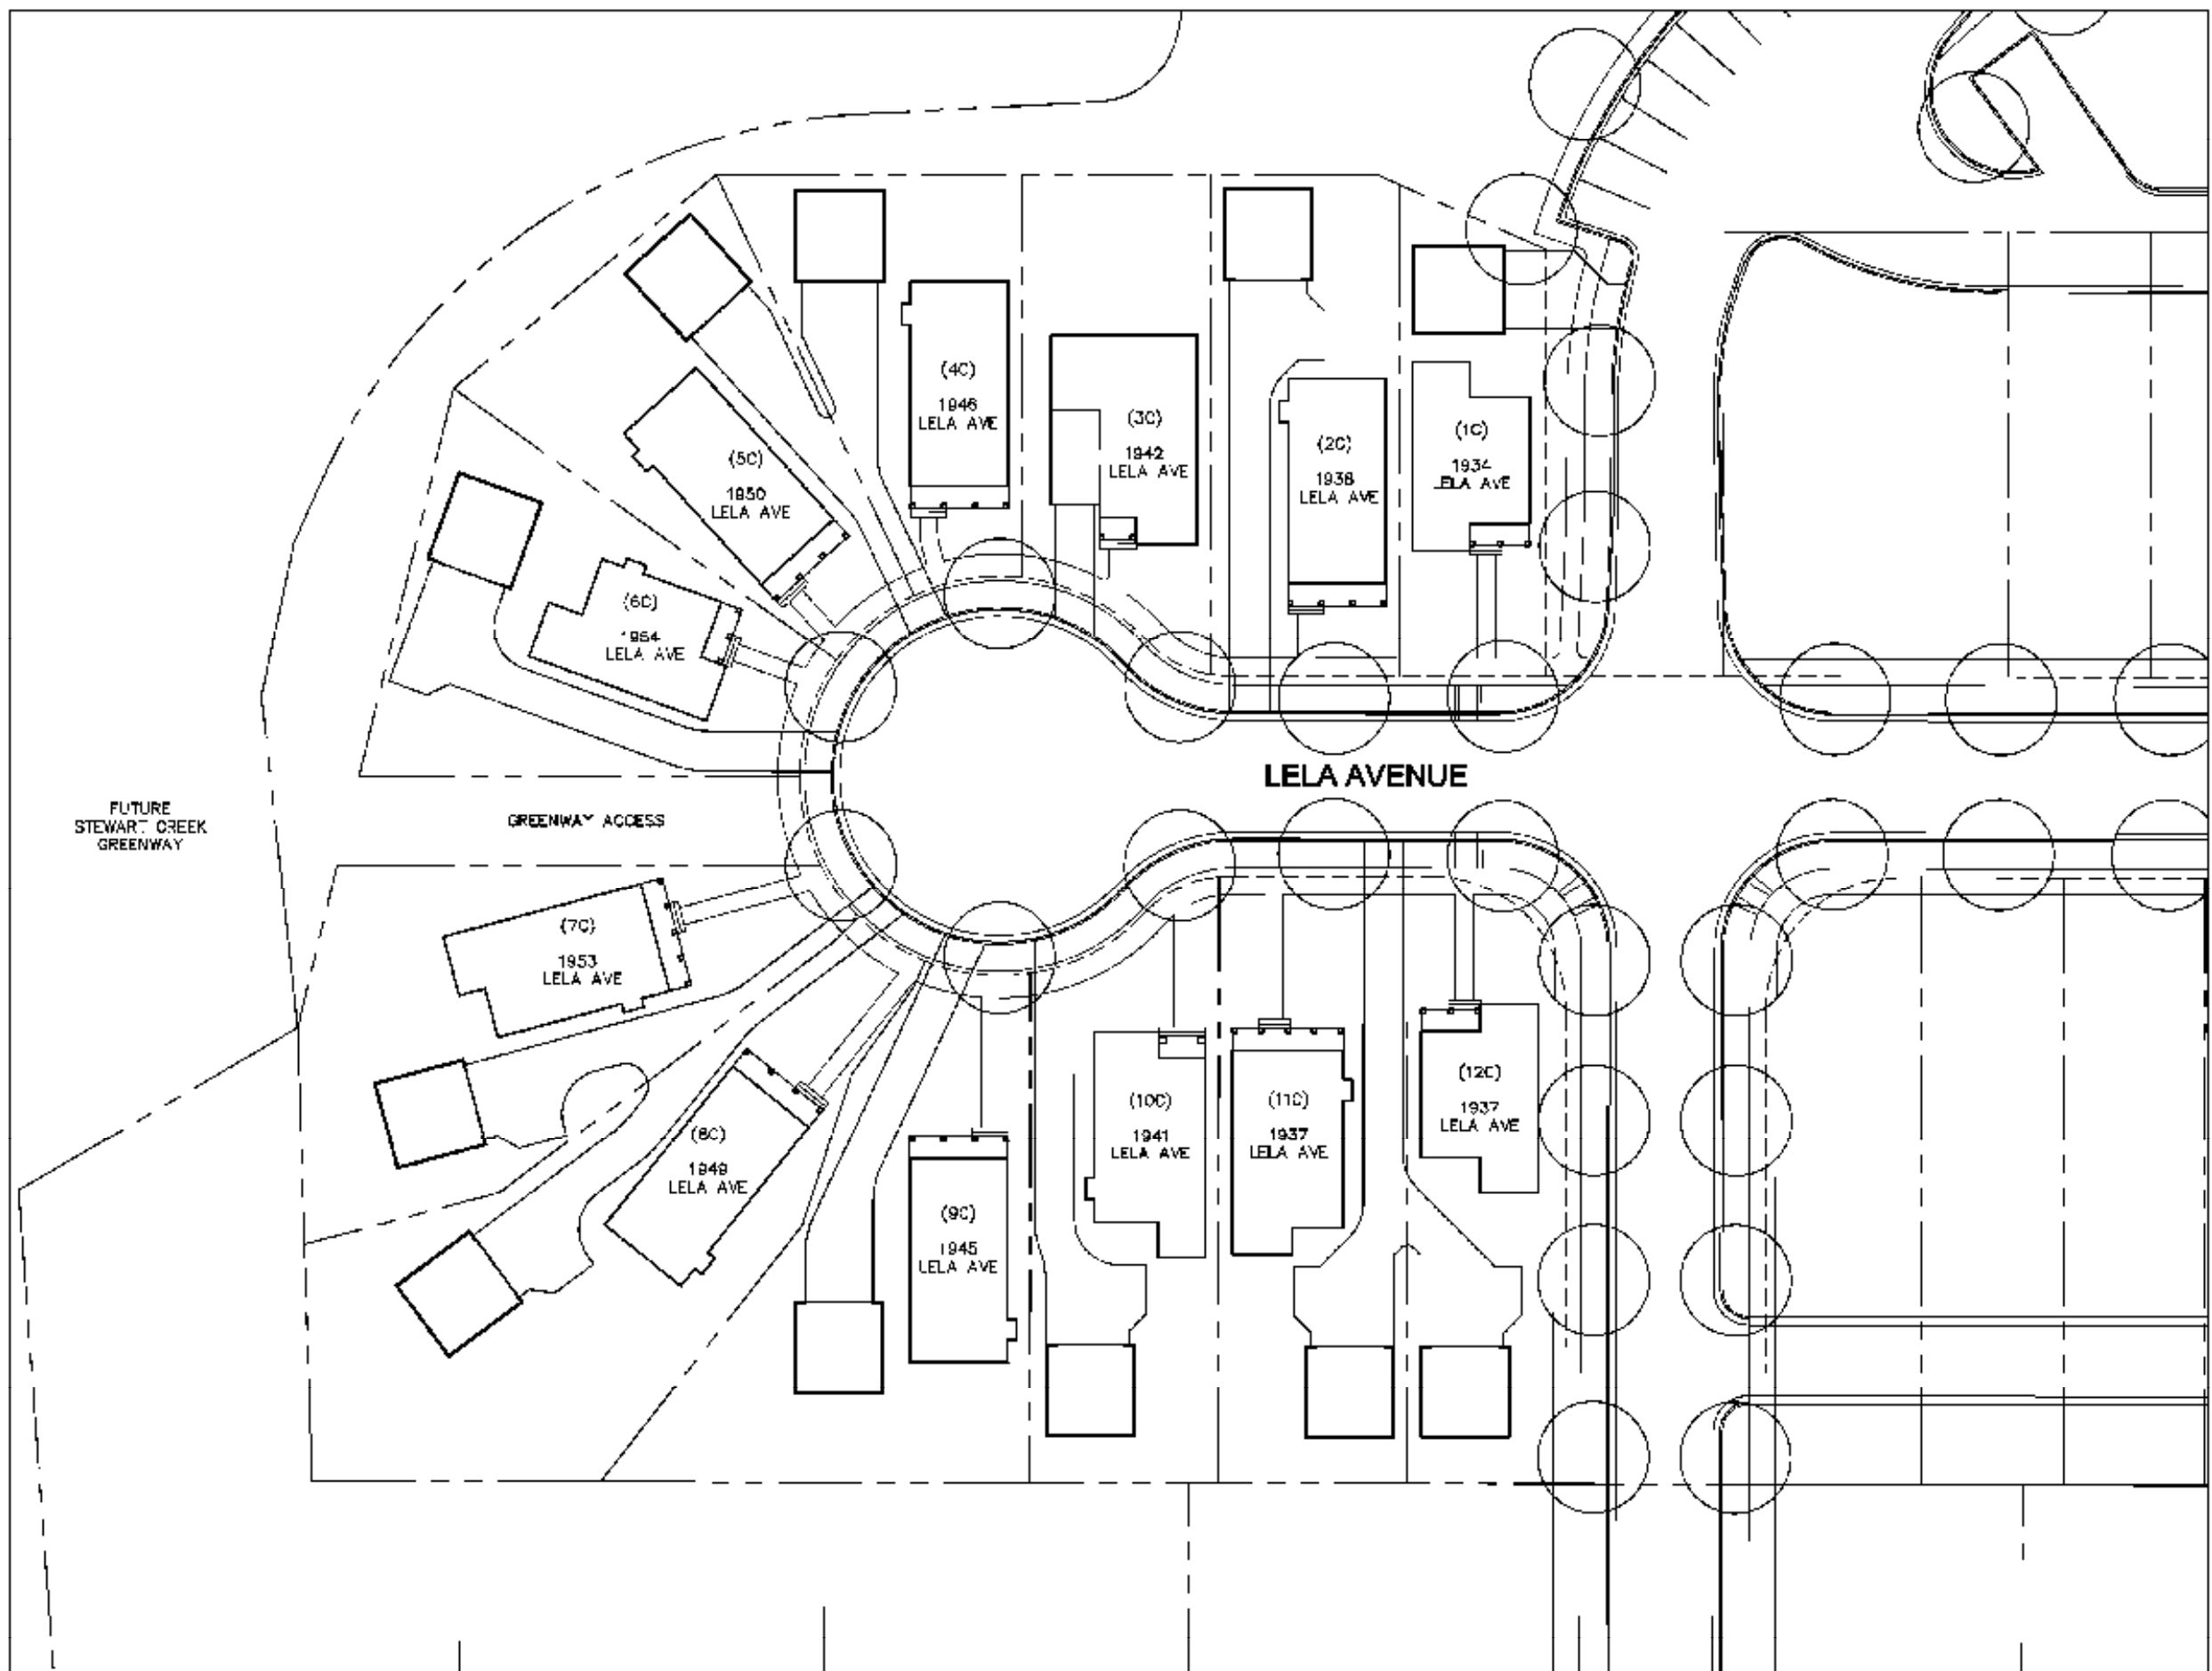 (4C)
1946
LELA AVE
(3C)
1942
LELA AVE
(2C)
1938
LELA AVE
(1C)
1934
LELA AVE
(5C)
1950
LELA AVE
(6C)
1954
LELA AVE
LELA AVENUE
FUTURE
STEWART CREEK
GREENWAY
GREENWAY ACCESS
(7C)
1953
LELA AVE
(8C)
1949
LELA AVE
(9C)
1945
LELA AVE
(10C)
1941
LELA AVE
(11C)
1937
LELA AVE
(12C)
1937
LELA AVE